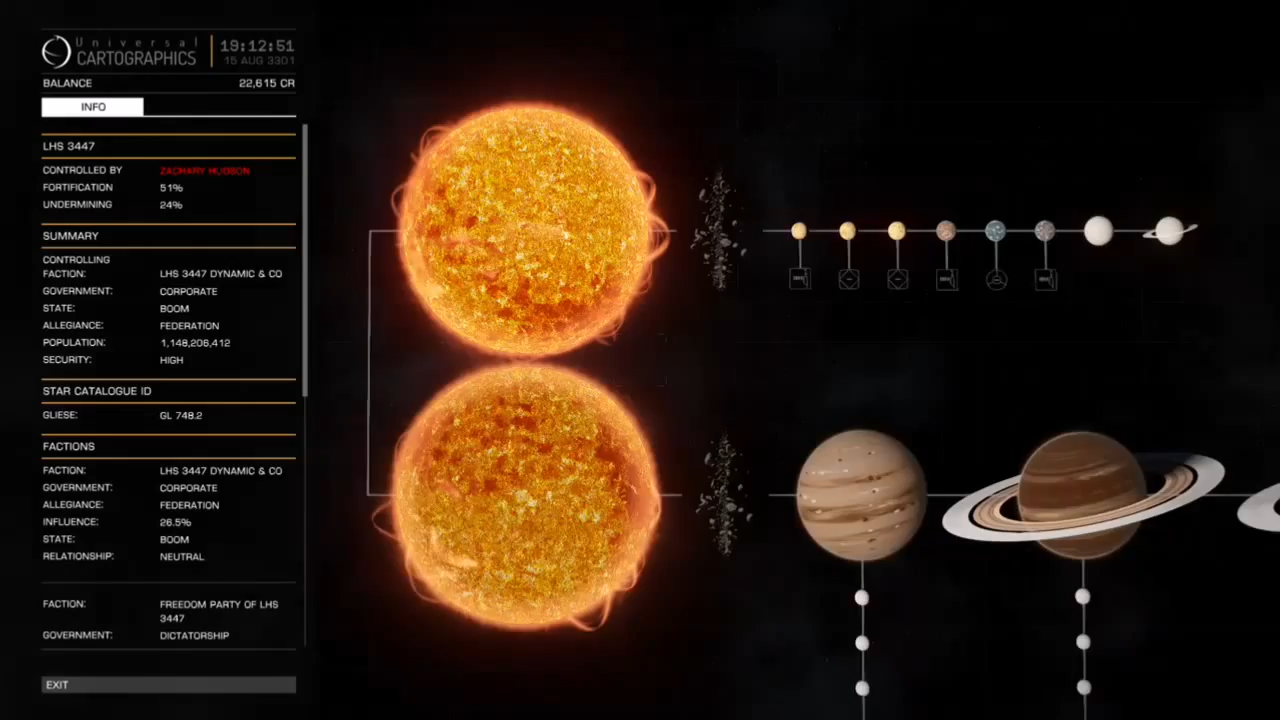 Universal
CARTOGRAPHICS
19:12:51
15 AUG 3301
BALANCE 22,615 CR
INFO
LHS 3447
CONTROLLED BY ZACHARY HUDSON
FORTIFICATION 51%
UNDERMINING 24%
SUMMARY
CONTROLLING
FACTION: LHS 3447 DYNAMIC & CO
GOVERNMENT: CORPORATE
STATE: BOOM
ALLEGIANCE: FEDERATION
POPULATION: 1,148,206,412
SECURITY: HIGH
STAR CATALOGUE ID
GLIESE: GL 748.2
FACTIONS
FACTION: LHS 3447 DYNAMIC & CO
GOVERNMENT: CORPORATE
ALLEGIANCE: FEDERATION
INFLUENCE: 26.5%
STATE: BOOM
RELATIONSHIP: NEUTRAL
FACTION: FREEDOM PARTY OF LHS
3447
GOVERNMENT: DICTATORSHIP
EXIT